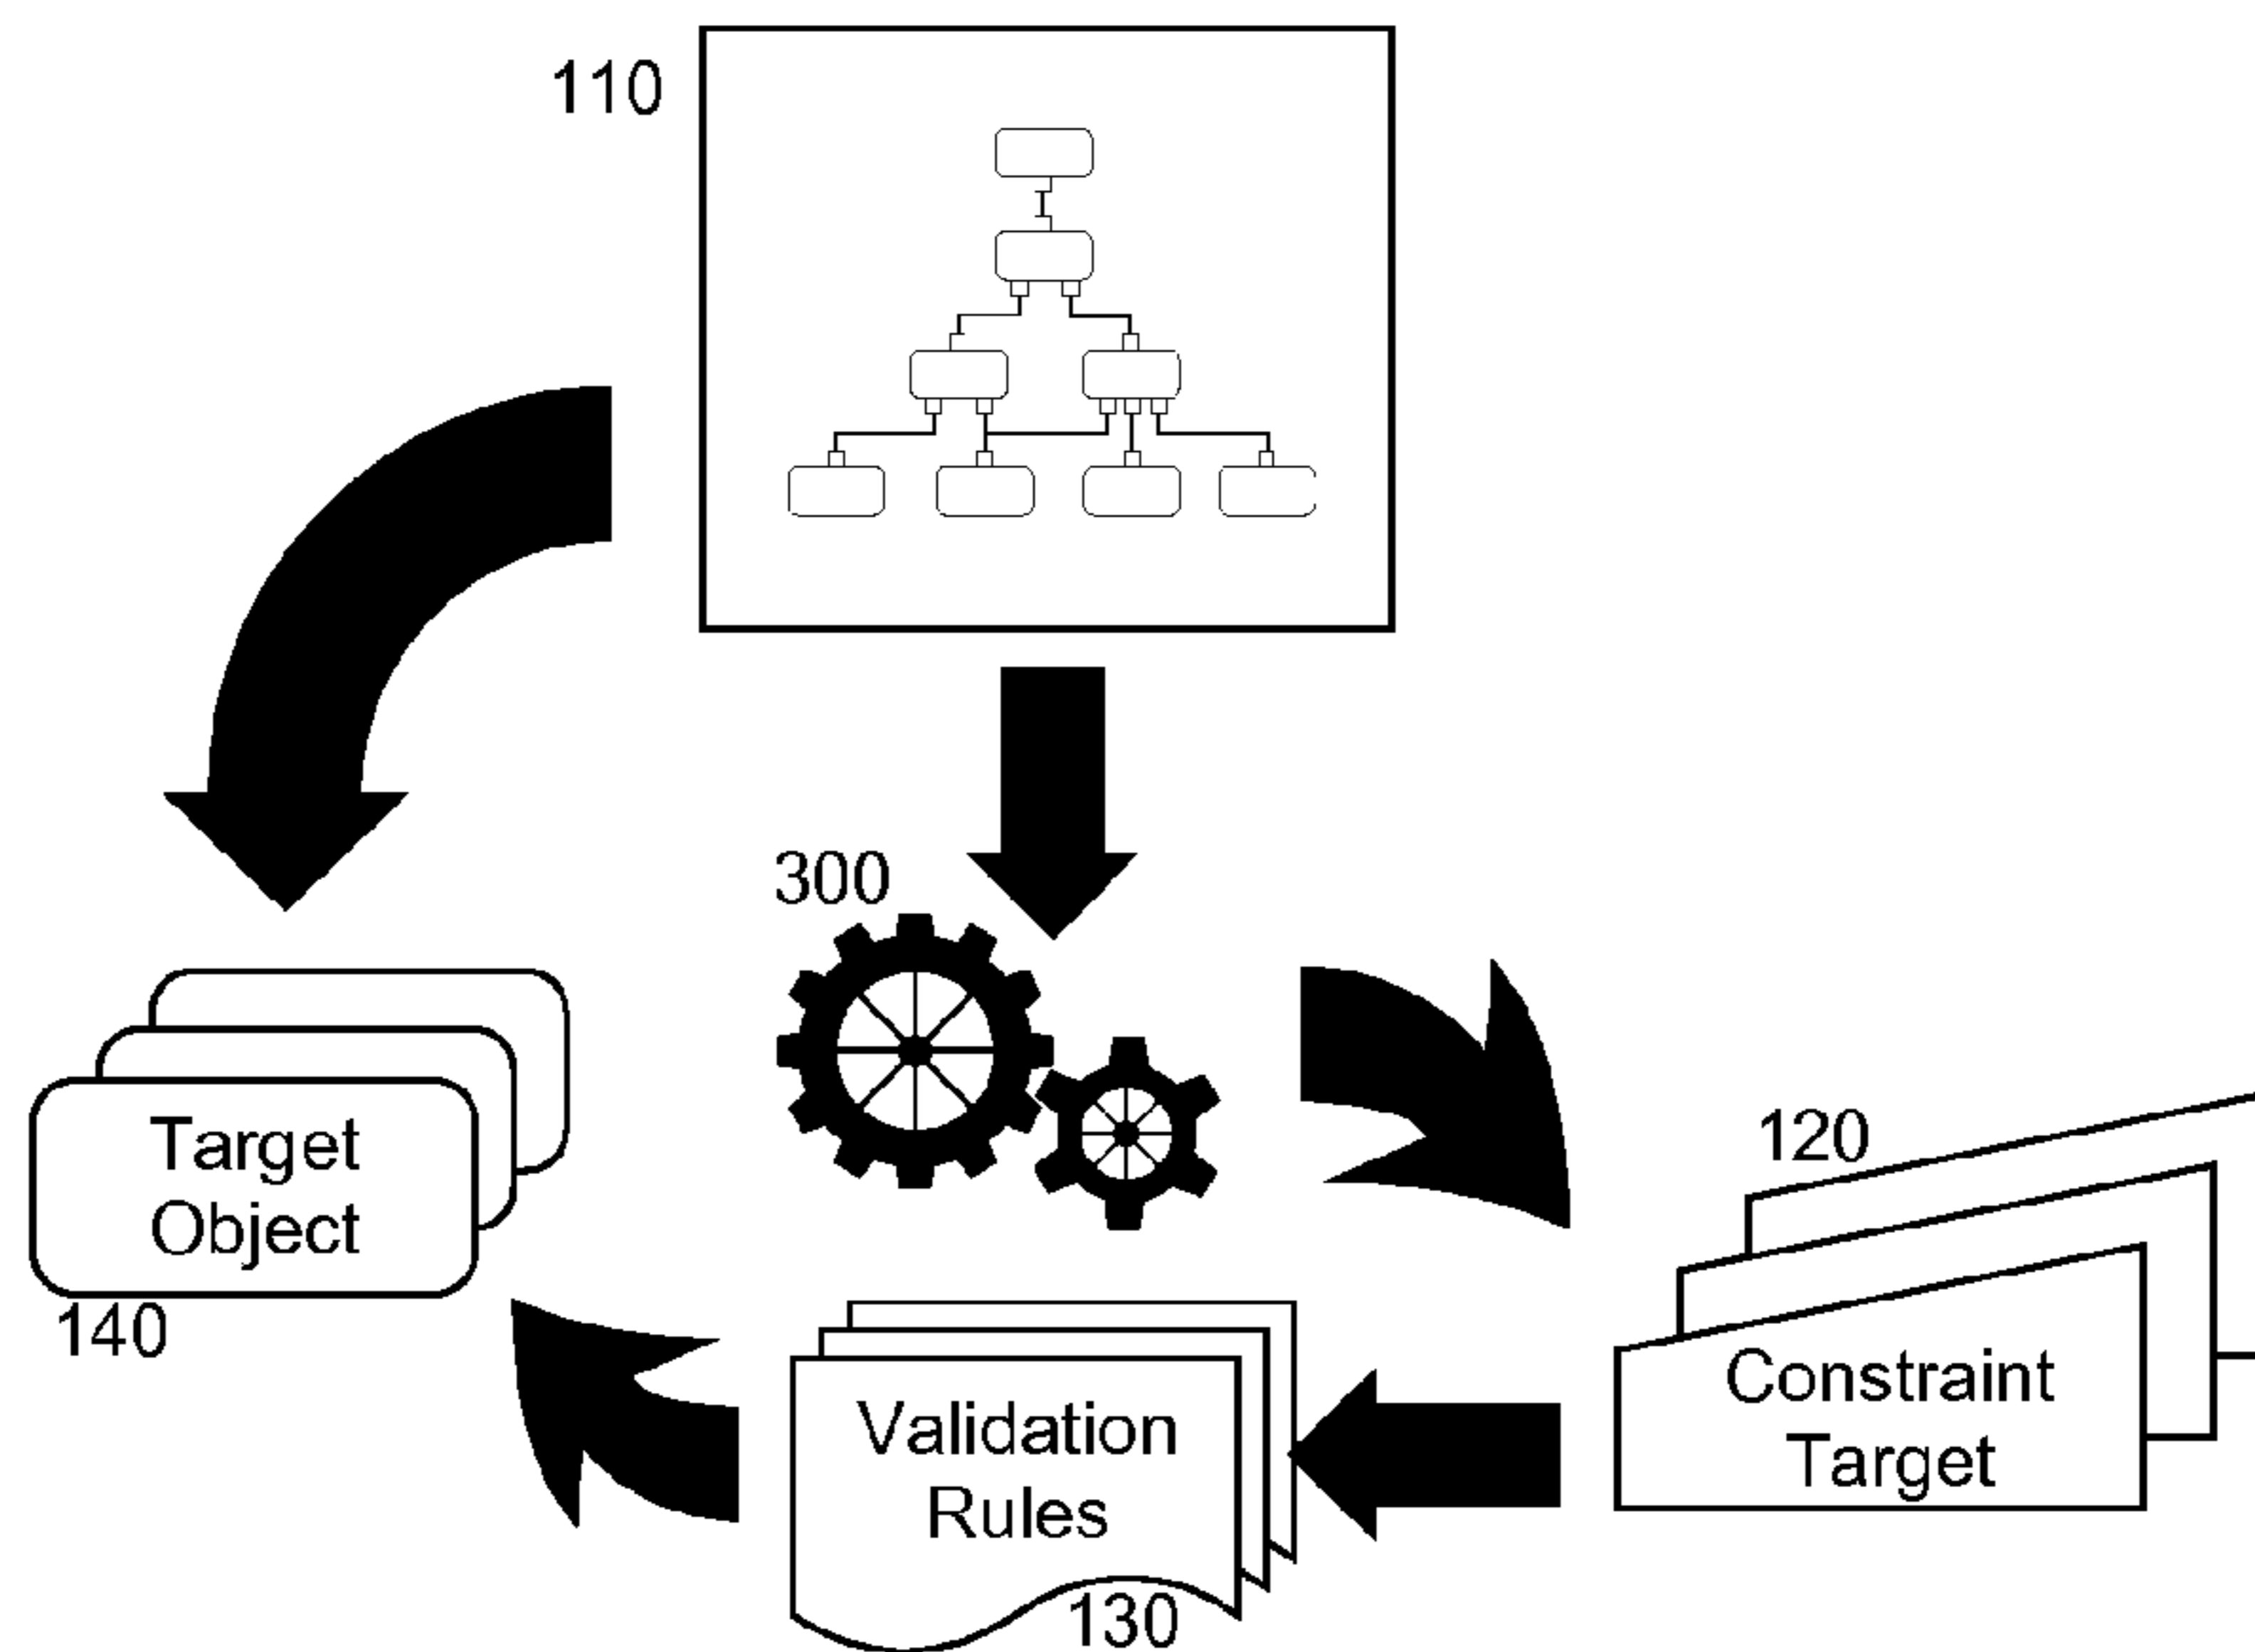 110
300
120
Target
Object
140
Constraint
Target
Validation
Rules
130